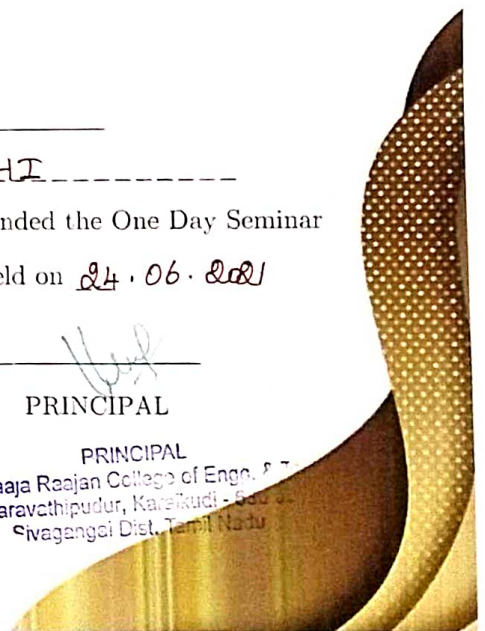 HI
nded the One Day Seminar
eld on 24.06.2021
PRINCIPAL
PRINCIPAL
aaja Raajan College of Engg. &
aravathipudur, Karaikudi -
Sivagangai Dist, Tamil Nadu